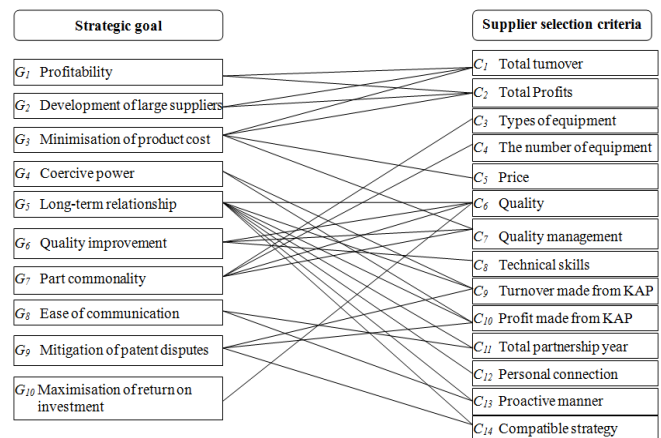 Strategic goal
G1 Profitability
G2 Development of large suppliers
G3 Minimisation of product cost
G4 Coercive power
G5 Long-term relationship
G6 Quality improvement
G7 Part commonality
G8 Ease of communication
G9 Mitigation of patent disputes
G10 Maximisation of return on
investment
Supplier selection criteria
C1 Total turnover
C2 Total Profits
C3 Types of equipment
C4 The number of equipment
C5 Price
C6 Quality
C7 Quality management
C8 Technical skills
C9 Turnover made from KAP
C10 Profit made from KAP
C11 Total partnership year
C12 Personal connection
C13 Proactive manner
C14 Compatible strategy